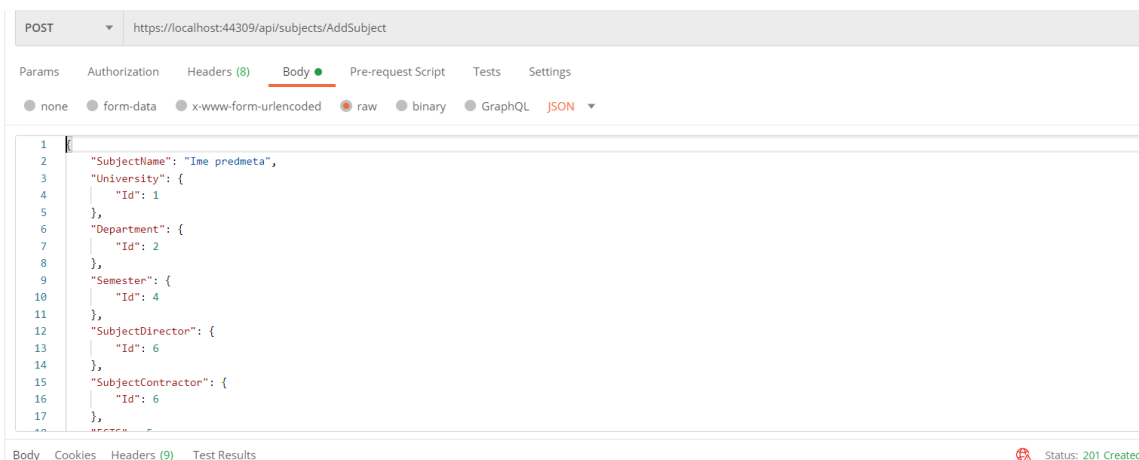 POST https://localhost:44309/api/subjects/AddSubject
Params Authorization Headers (8) Body Pre-request Script Tests Settings
none form-data x-www-form-urlencoded raw binary GraphQL JSON
1 {
2 "SubjectName": "Ime predmeta",
3 "University": {
4 "Id": 1
5 },
6 "Department": {
7 "Id": 2
8 },
9 "Semester": {
10 "Id": 4
11 },
12 "SubjectDirector": {
13 "Id": 6
14 },
15 "SubjectContractor": {
16 "Id": 6
17 },
Body Cookies Headers (9) Test Results Status: 201 Created